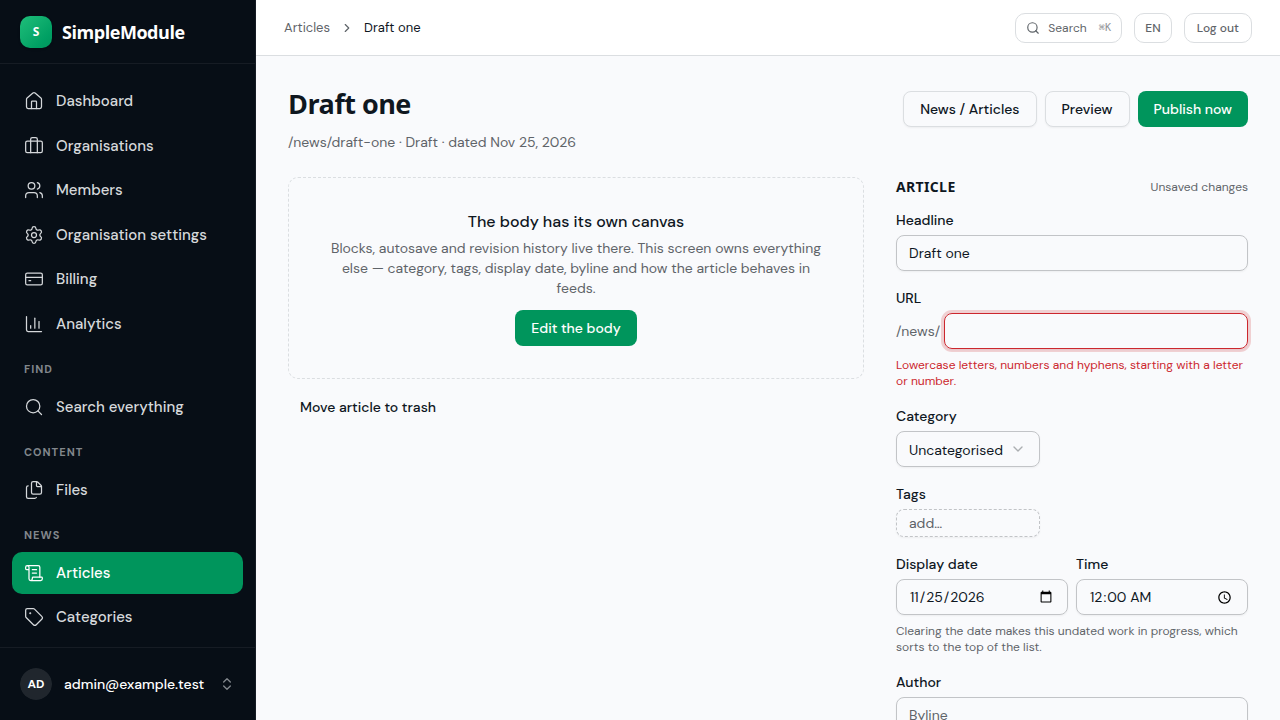 S
SimpleModule
Dashboard
Organisations
Members
Organisation settings
Billing
Analytics
FIND
Search everything
CONTENT
Files
NEWS
Articles
Categories
AD
admin@example.test
Articles
Draft one
Search
⌘K
EN
Log out
Draft one
/news/draft-one · Draft · dated Nov 25, 2026
News / Articles
Preview
Publish now
The body has its own canvas
Blocks, autosave and revision history live there. This screen owns everything
else — category, tags, display date, byline and how the article behaves in
feeds.
Edit the body
Move article to trash
ARTICLE
Unsaved changes
Headline
Draft one
URL
/news/
Lowercase letters, numbers and hyphens, starting with a letter
or number.
Category
Uncategorised
Tags
add…
Display date
Time
11/25/2026
12:00 AM
Clearing the date makes this undated work in progress, which
sorts to the top of the list.
Author
Byline